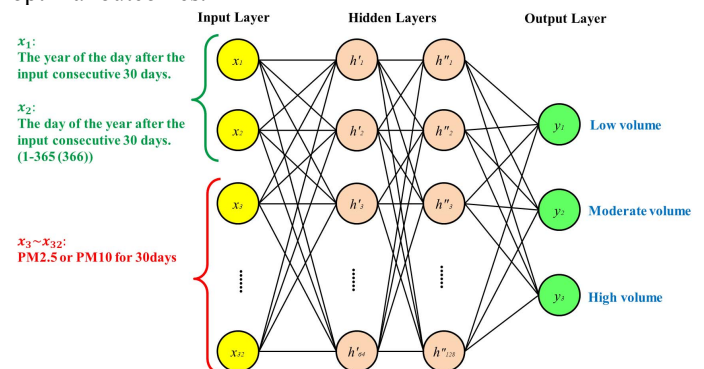 Input Layer
Hidden Layers
Output Layer
x₁:
The year of the day after the
input consecutive 30 days.
x₂:
The day of the year after the
input consecutive 30 days.
(1-365 (366))
x₃~x₃₂:
PM2.5 or PM10 for 30days
x₁
x₂
x₃
x₃₂
h'₁
h'₂
h'₃
h'₆₄
h"₁
h"₂
h"₃
h"₁₂₈
y₁
y₂
y₃
Low volume
Moderate volume
High volume